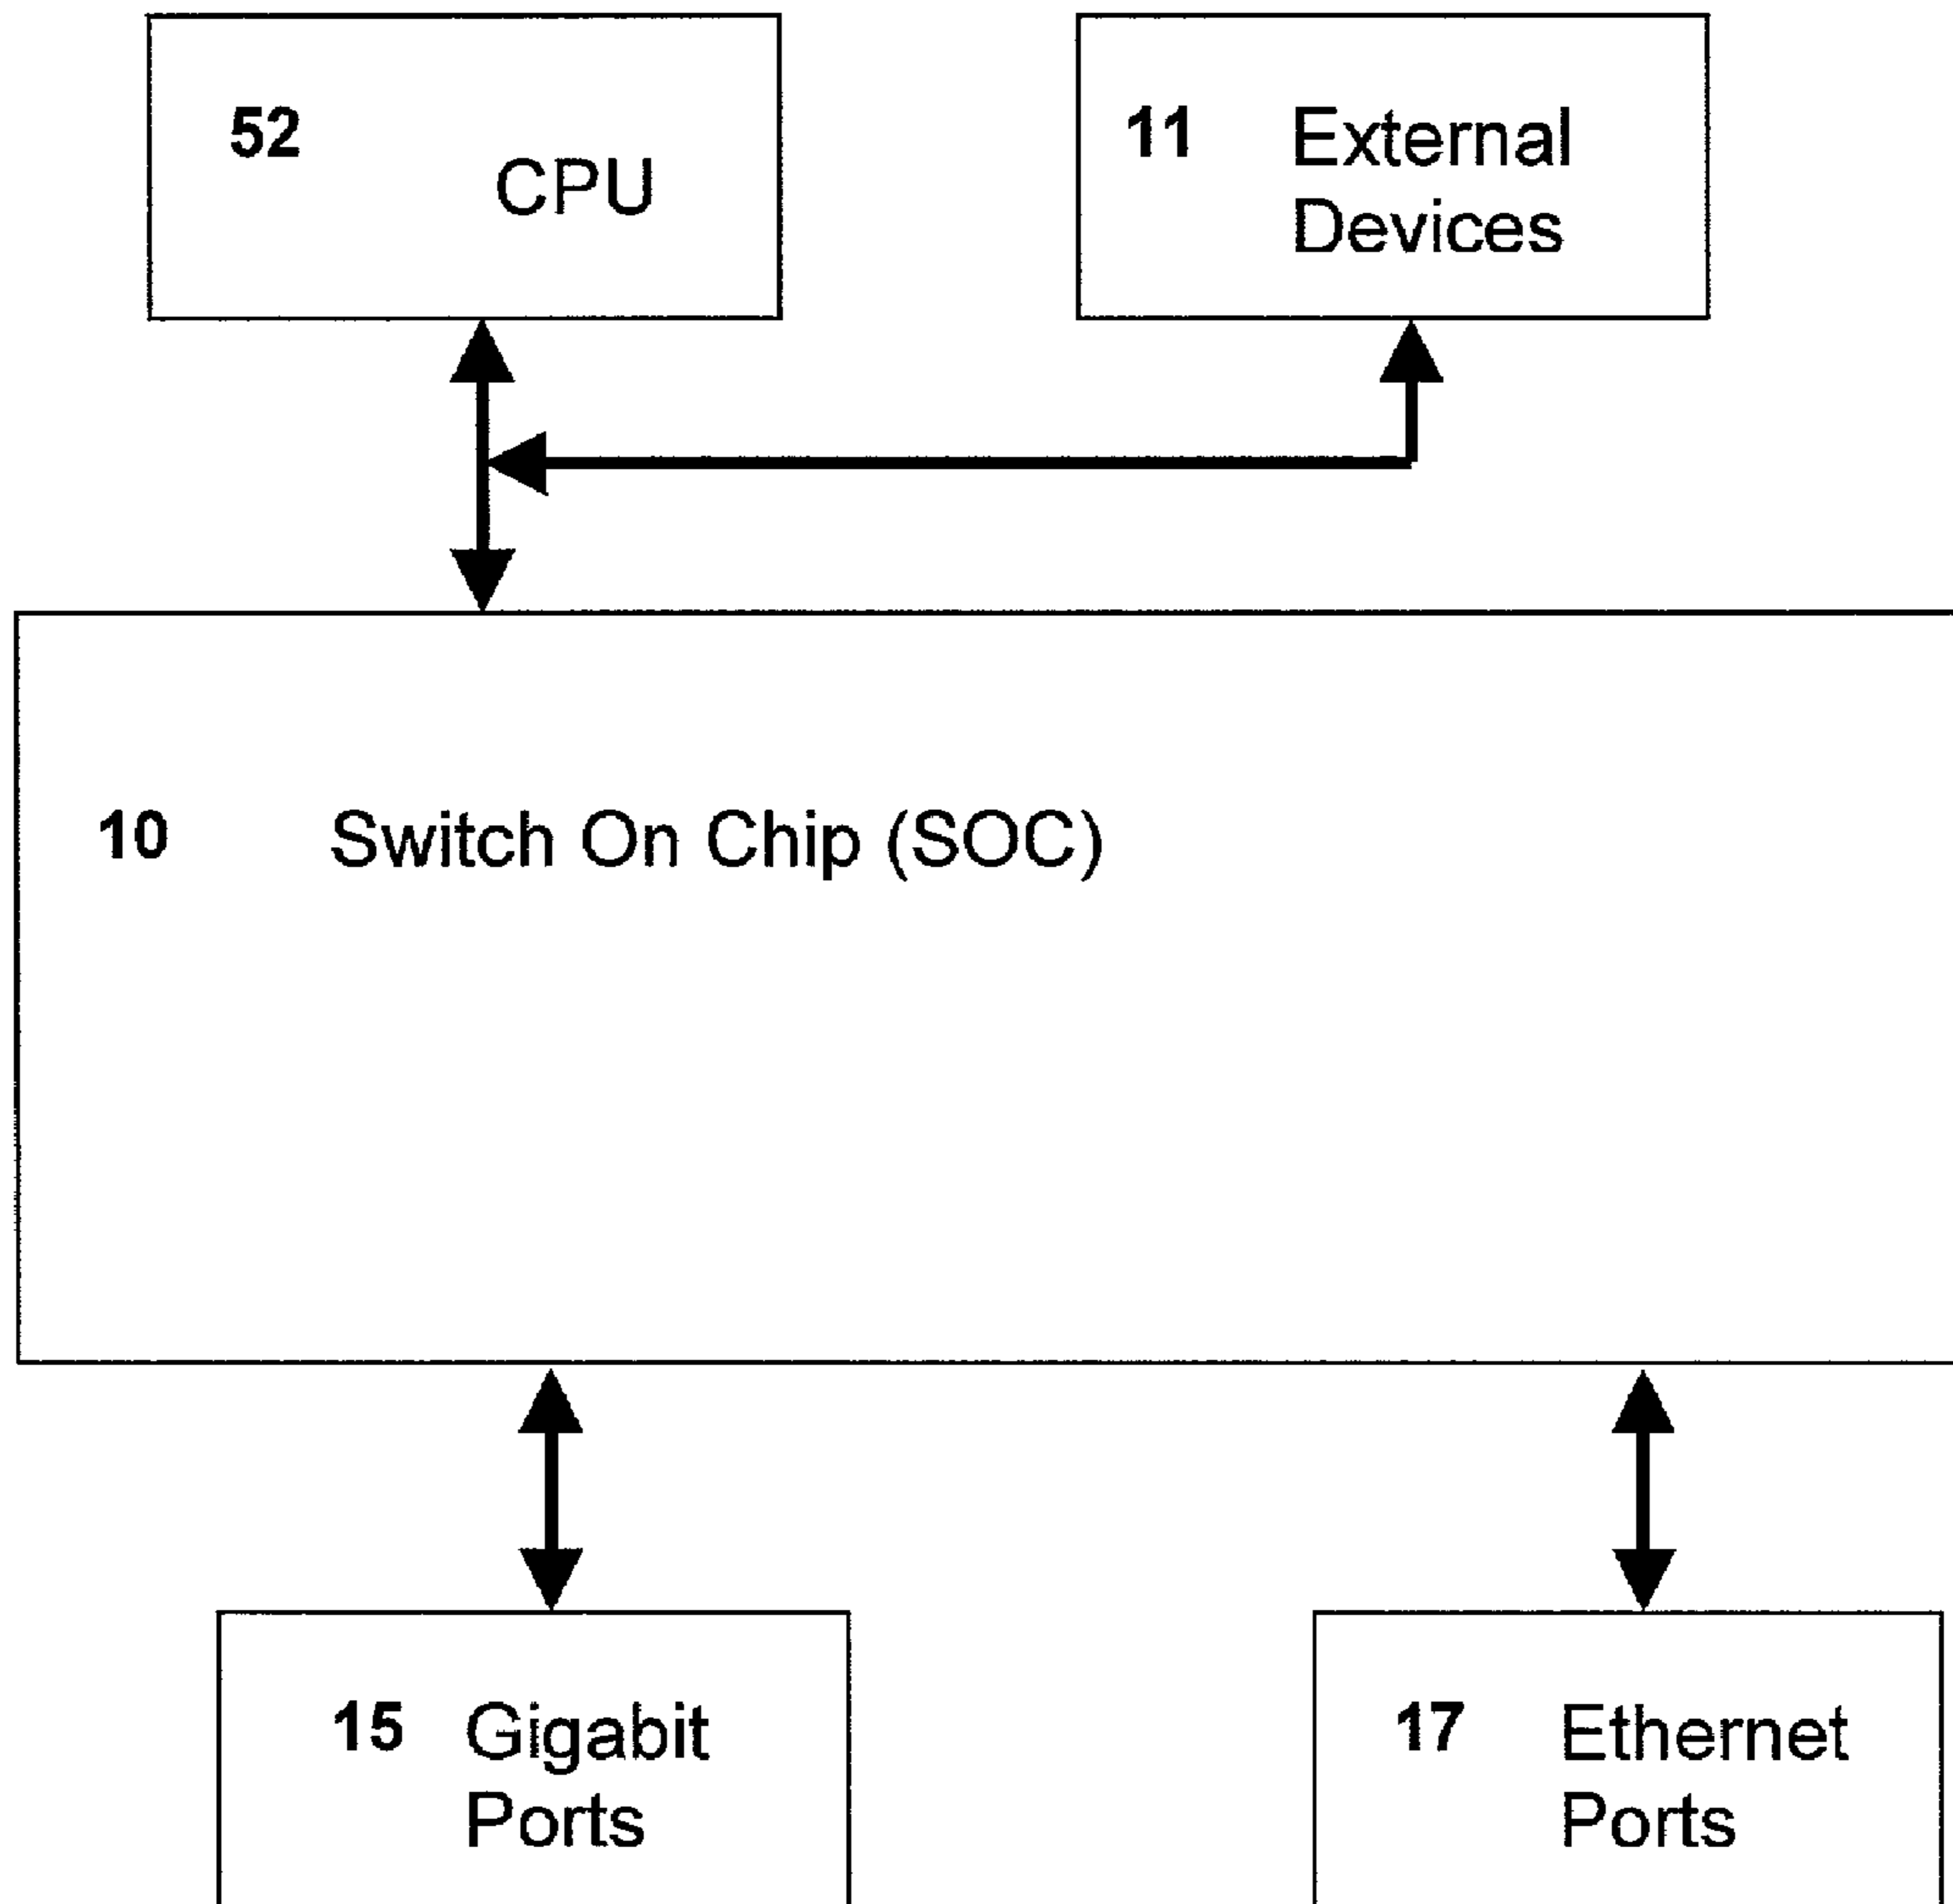 52
CPU
11 External
Devices
10 Switch On Chip (SOC)
15 Gigabit
Ports
17 Ethernet
Ports